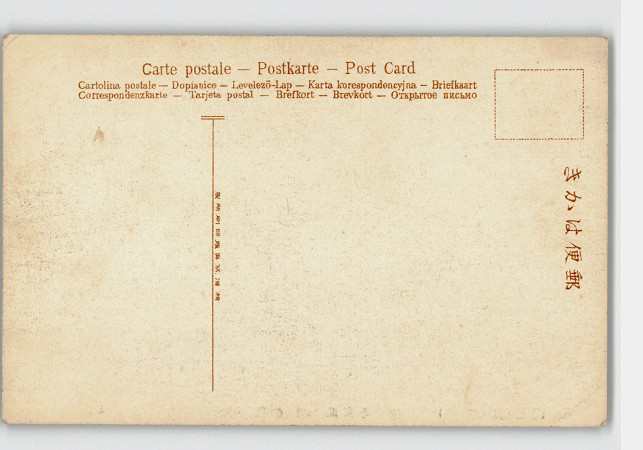 Carte postale — Postkarte — Post Card
Cartolina postale — Dopisnice — Levelező-Lap — Karta korespondencyjna — Briefkaart
Correspondenzkarte — Tarjeta postal — Brefkort — Brevkort — Открытое письмо
きかは便郵